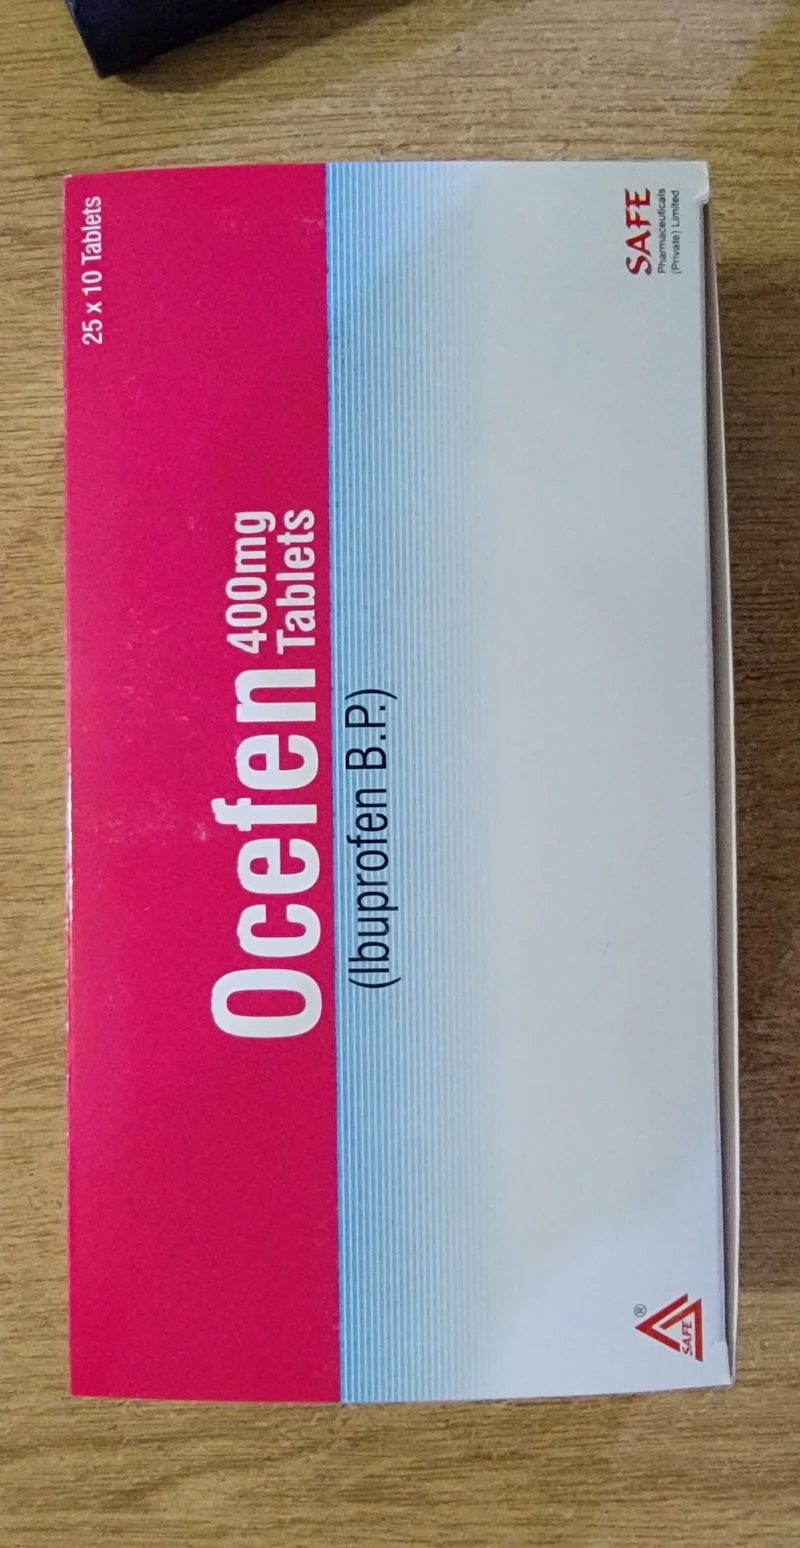 25 x 10 Tablets
Ocefen 400mg
Tablets
(Ibuprofen B.P.)
SAFE ®
SAFE
Pharmaceuticals
(Private) Limited